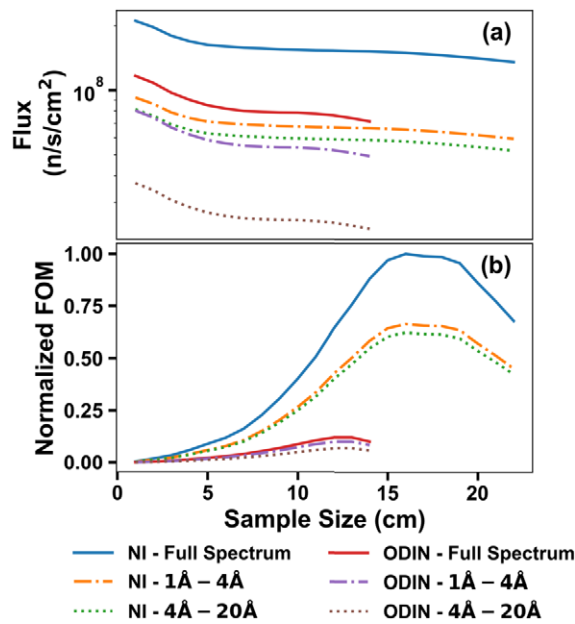 (a)
Flux
(n/s/cm²)
10⁸
(b)
Normalized FOM
1.00
0.75
0.50
0.25
0.00
0 5 10 15 20
Sample Size (cm)
NI - Full Spectrum ODIN - Full Spectrum
NI - 1Å − 4Å ODIN - 1Å − 4Å
NI - 4Å − 20Å ODIN - 4Å − 20Å